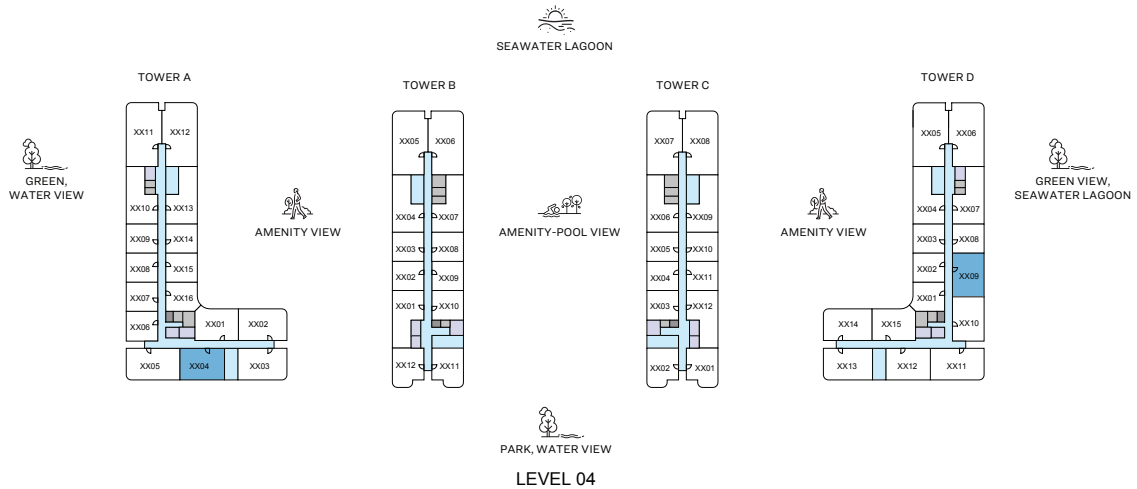 SEAWATER LAGOON
TOWER A
TOWER B
TOWER C
TOWER D
GREEN,
WATER VIEW
AMENITY VIEW
AMENITY-POOL VIEW
AMENITY VIEW
GREEN VIEW,
SEAWATER LAGOON
XX11 XX12
XX10 XX13
XX09 XX14
XX08 XX15
XX07 XX16
XX06 XX01 XX02
XX05 XX04 XX03
XX05 XX06
XX04 XX07
XX03 XX08
XX02 XX09
XX01 XX10
XX12 XX11
XX07 XX08
XX06 XX09
XX05 XX10
XX04 XX11
XX03 XX12
XX02 XX01
XX05 XX06
XX04 XX07
XX03 XX08
XX02 XX09
XX01
XX14 XX15 XX10
XX13 XX12 XX11
PARK, WATER VIEW
LEVEL 04